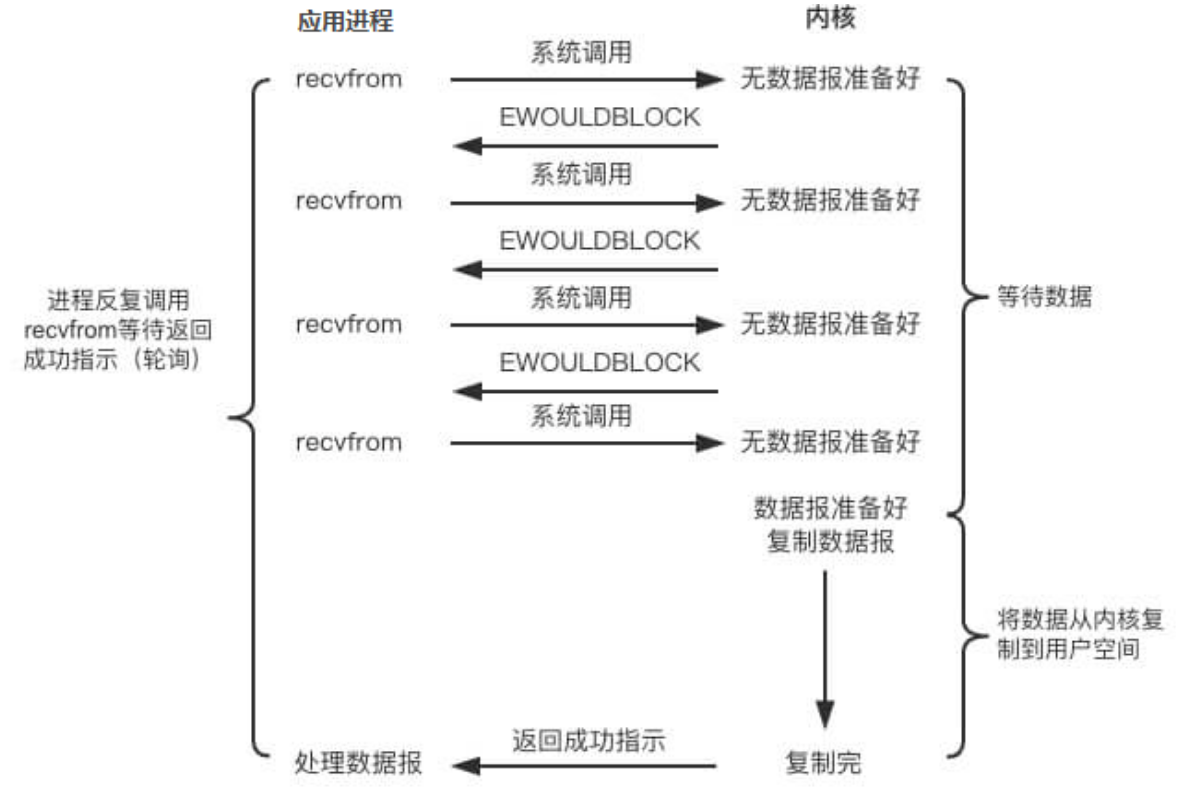 应用进程
内核
系统调用
recvfrom
无数据报准备好
EWOULDBLOCK
系统调用
recvfrom
无数据报准备好
EWOULDBLOCK
进程反复调用
recvfrom等待返回
成功指示（轮询）
系统调用
recvfrom
无数据报准备好
等待数据
EWOULDBLOCK
系统调用
recvfrom
无数据报准备好
数据报准备好
复制数据报
将数据从内核复
制到用户空间
返回成功指示
处理数据报
复制完